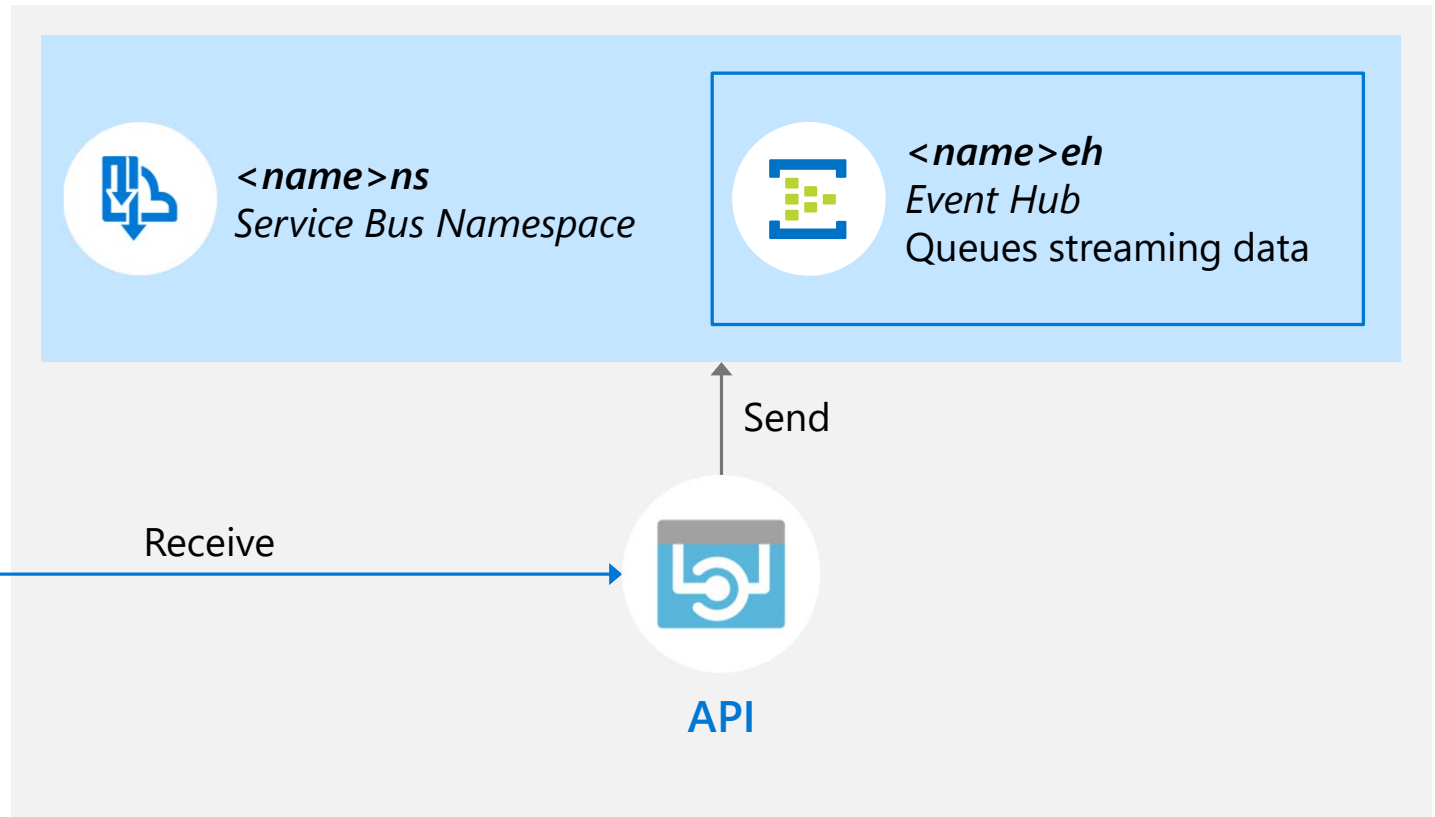 <name>ns
Service Bus Namespace
<name>eh
Event Hub
Queues streaming data
Send
Receive
API